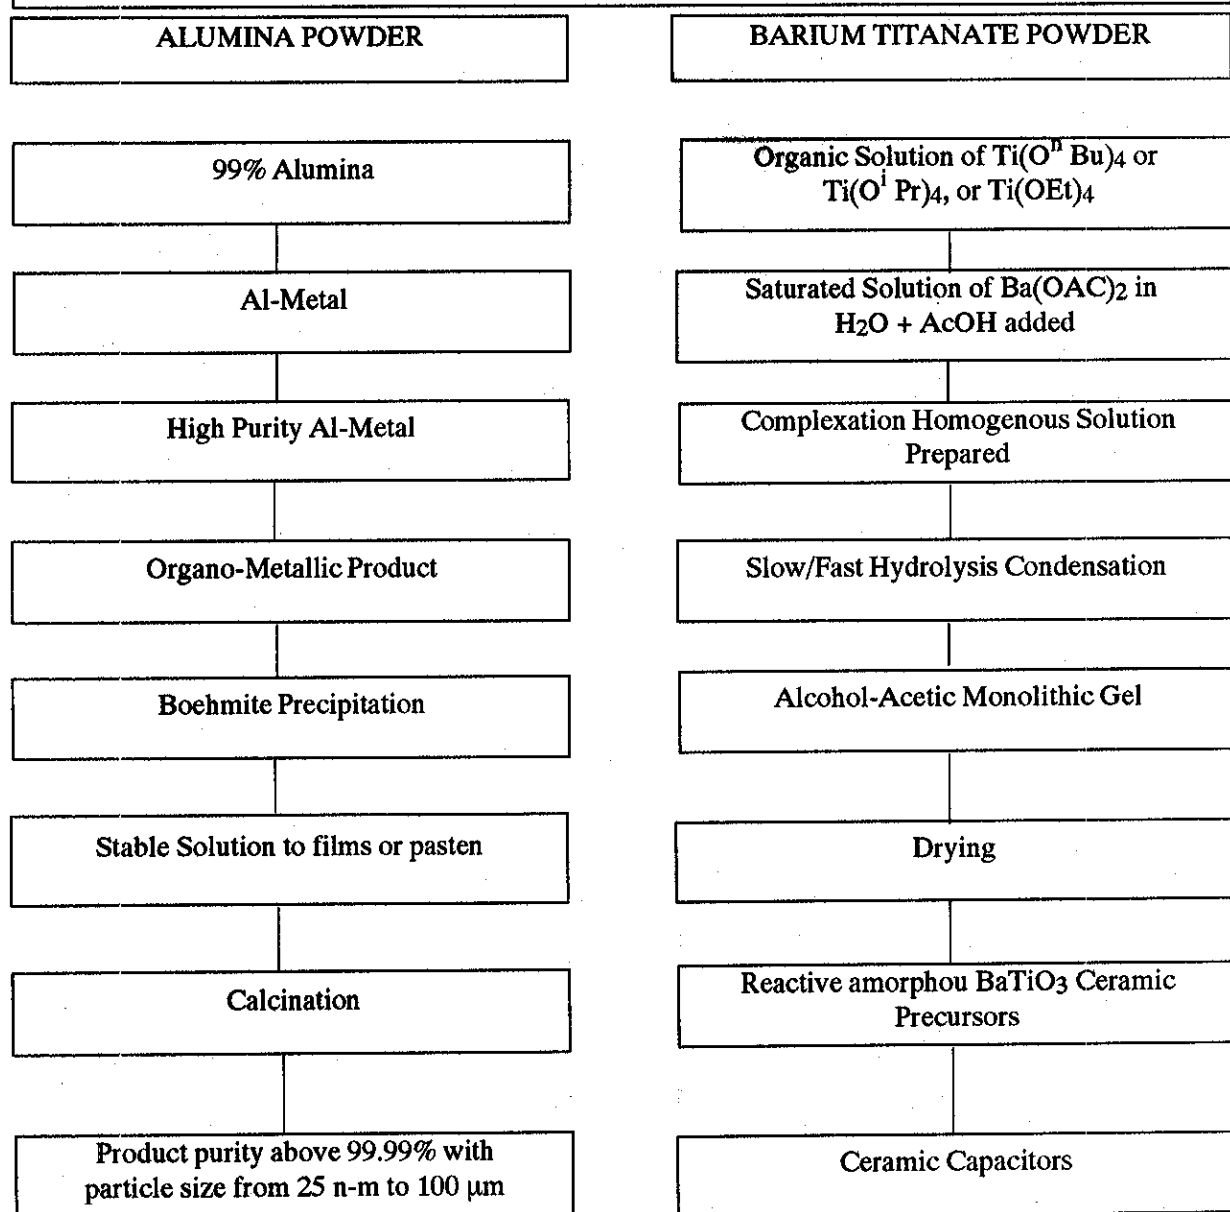 ALUMINA POWDER
99% Alumina
Al-Metal
High Purity Al-Metal
Organo-Metallic Product
Boehmite Precipitation
Stable Solution to films or pasten
Calcination
Product purity above 99.99% with
particle size from 25 n-m to 100 µm
BARIUM TITANATE POWDER
Organic Solution of Ti(Oⁿ Bu)₄ or
Ti(Oⁱ Pr)₄, or Ti(OEt)₄
Saturated Solution of Ba(OAC)₂ in
H₂O + AcOH added
Complexation Homogenous Solution
Prepared
Slow/Fast Hydrolysis Condensation
Alcohol-Acetic Monolithic Gel
Drying
Reactive amorphou BaTiO₃ Ceramic
Precursors
Ceramic Capacitors